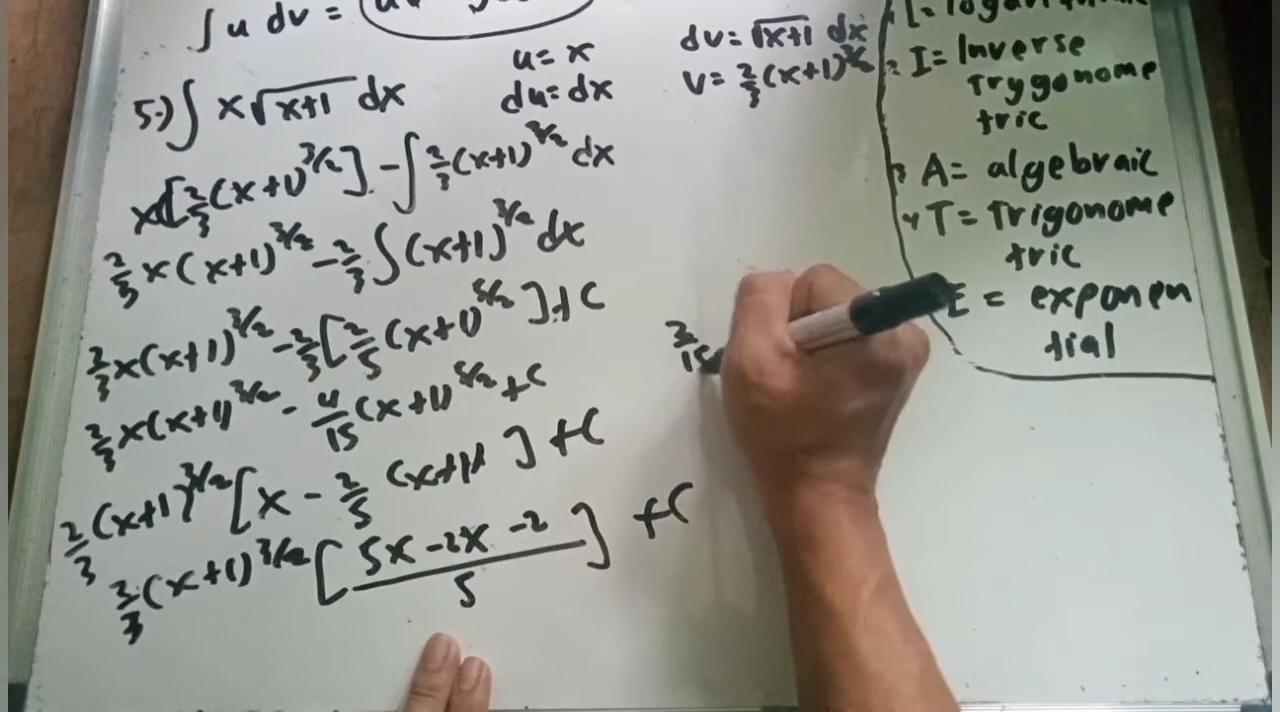 ∫ u dv = uv
u = x
du = dx
dv = √x+1 dx
v = 2/3 (x+1)^3/2
5.) ∫ x √x+1 dx
x [2/3 (x+1)^3/2] - ∫ 2/3 (x+1)^3/2 dx
2/3 x (x+1)^3/2 - 2/3 ∫ (x+1)^3/2 dx
2/3 x (x+1)^3/2 - 2/3 [2/5 (x+1)^5/2] + C
2/3 x (x+1)^3/2 - 4/15 (x+1)^5/2 + C
2/3 (x+1)^3/2 [x - 2/5 (x+1)] + C
2/3 (x+1)^3/2 [5x - 2x - 2 / 5] + C
2/15
L = logarithmic
I = Inverse
Trygonome
tric
A = algebraic
T = Trigonome
tric
E = exponen
tial